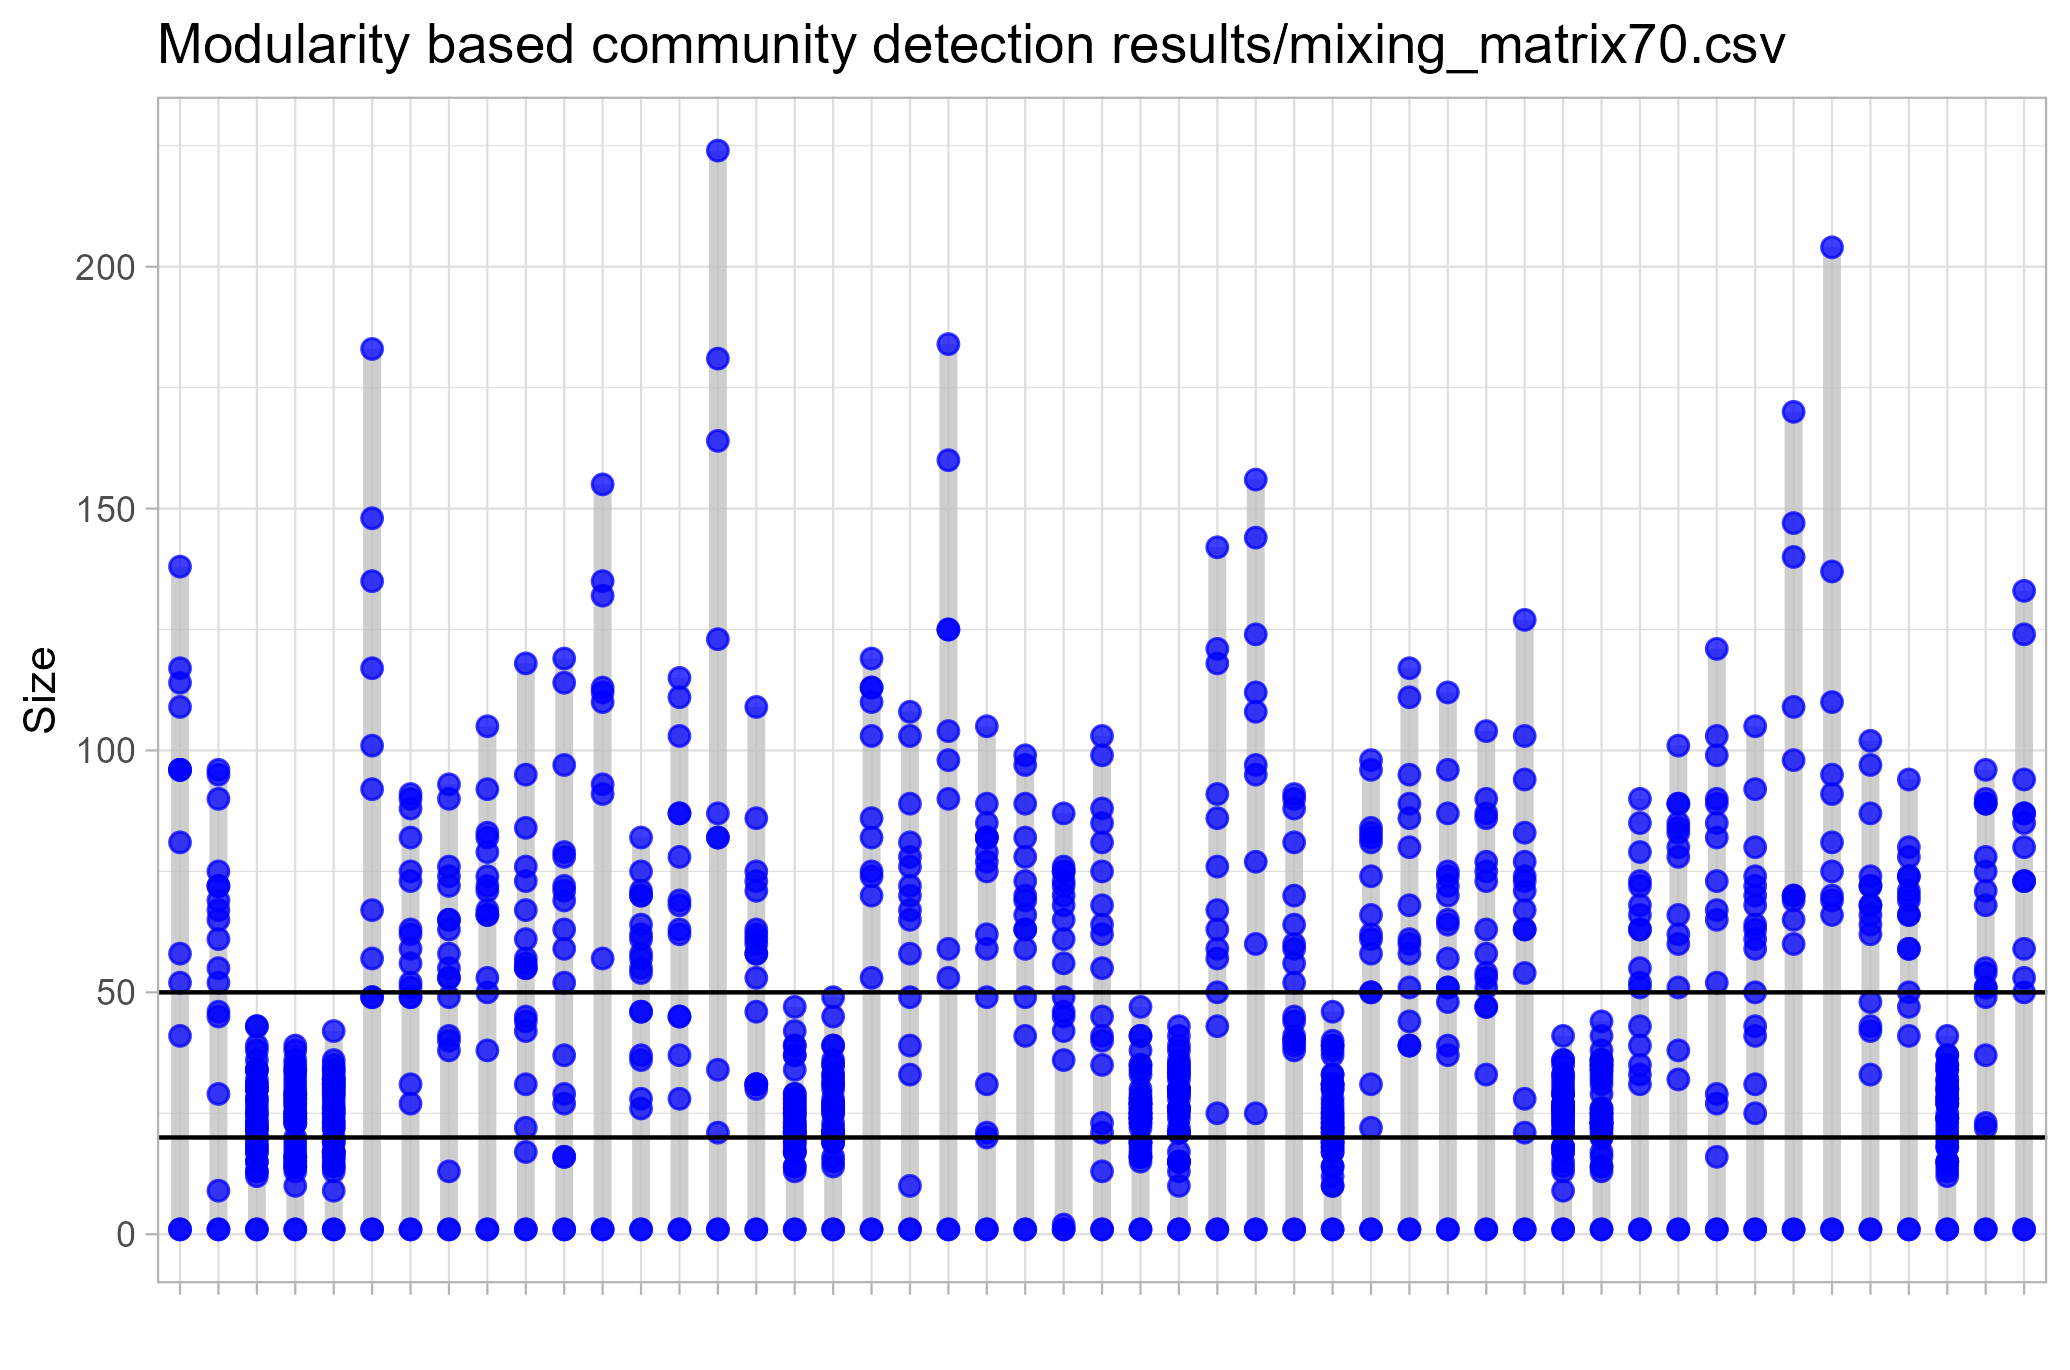 Modularity based community detection results/mixing_matrix70.csv
200
150
Size
100
50
0